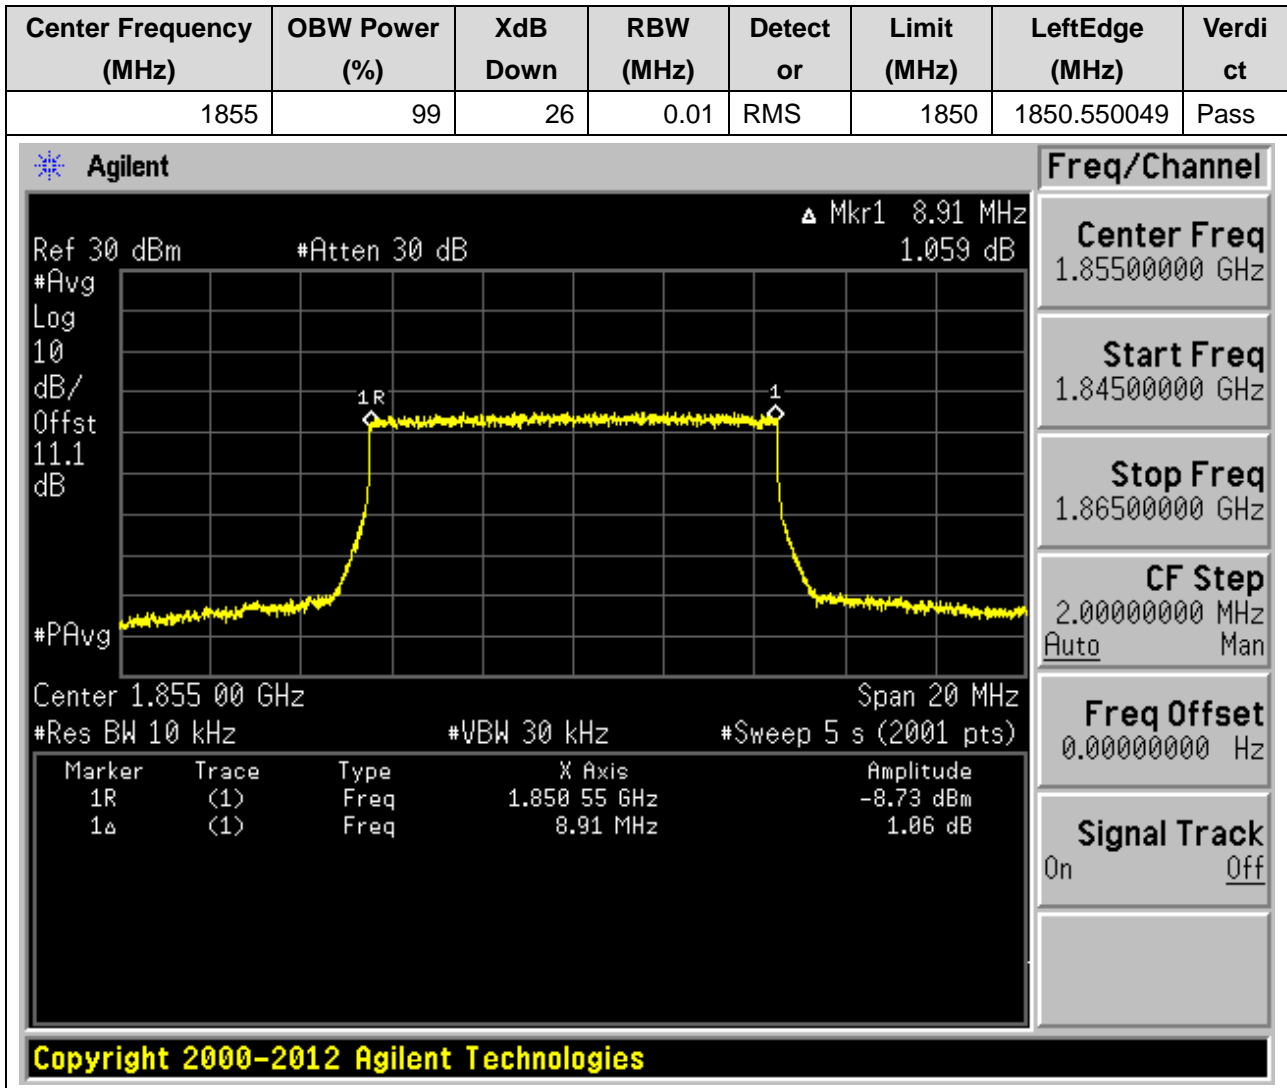 Center Frequency (MHz) OBW Power (%) XdB Down RBW (MHz) Detect or Limit (MHz) LeftEdge (MHz) Verdi ct
1855 99 26 0.01 RMS 1850 1850.550049 Pass
Agilent
Freq/Channel
Δ Mkr1 8.91 MHz
Ref 30 dBm #Atten 30 dB 1.059 dB
#Avg
Log
10
dB/
Offst
11.1
dB
#PAvg
1R
1
Center 1.855 00 GHz Span 20 MHz
#Res BW 10 kHz #VBW 30 kHz #Sweep 5 s (2001 pts)
Marker Trace Type X Axis Amplitude
1R (1) Freq 1.850 55 GHz -8.73 dBm
1Δ (1) Freq 8.91 MHz 1.06 dB
Center Freq
1.85500000 GHz
Start Freq
1.84500000 GHz
Stop Freq
1.86500000 GHz
CF Step
2.00000000 MHz
Auto Man
Freq Offset
0.00000000 Hz
Signal Track
On Off
Copyright 2000-2012 Agilent Technologies